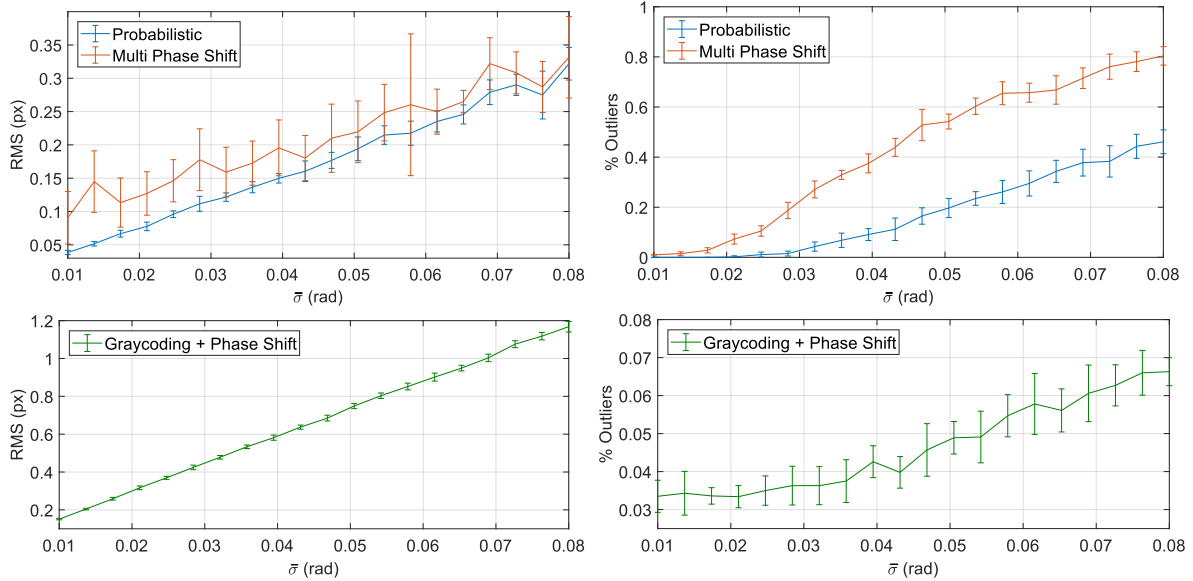 Probabilistic
Multi Phase Shift
RMS (px)
0.35
0.3
0.25
0.2
0.15
0.1
0.05
0.01 0.02 0.03 0.04 0.05 0.06 0.07 0.08
σ̄ (rad)
Probabilistic
Multi Phase Shift
% Outliers
1
0.8
0.6
0.4
0.2
0
0.01 0.02 0.03 0.04 0.05 0.06 0.07 0.08
σ̄ (rad)
Graycoding + Phase Shift
RMS (px)
1.2
1
0.8
0.6
0.4
0.2
0.01 0.02 0.03 0.04 0.05 0.06 0.07 0.08
σ̄ (rad)
Graycoding + Phase Shift
% Outliers
0.08
0.07
0.06
0.05
0.04
0.03
0.01 0.02 0.03 0.04 0.05 0.06 0.07 0.08
σ̄ (rad)